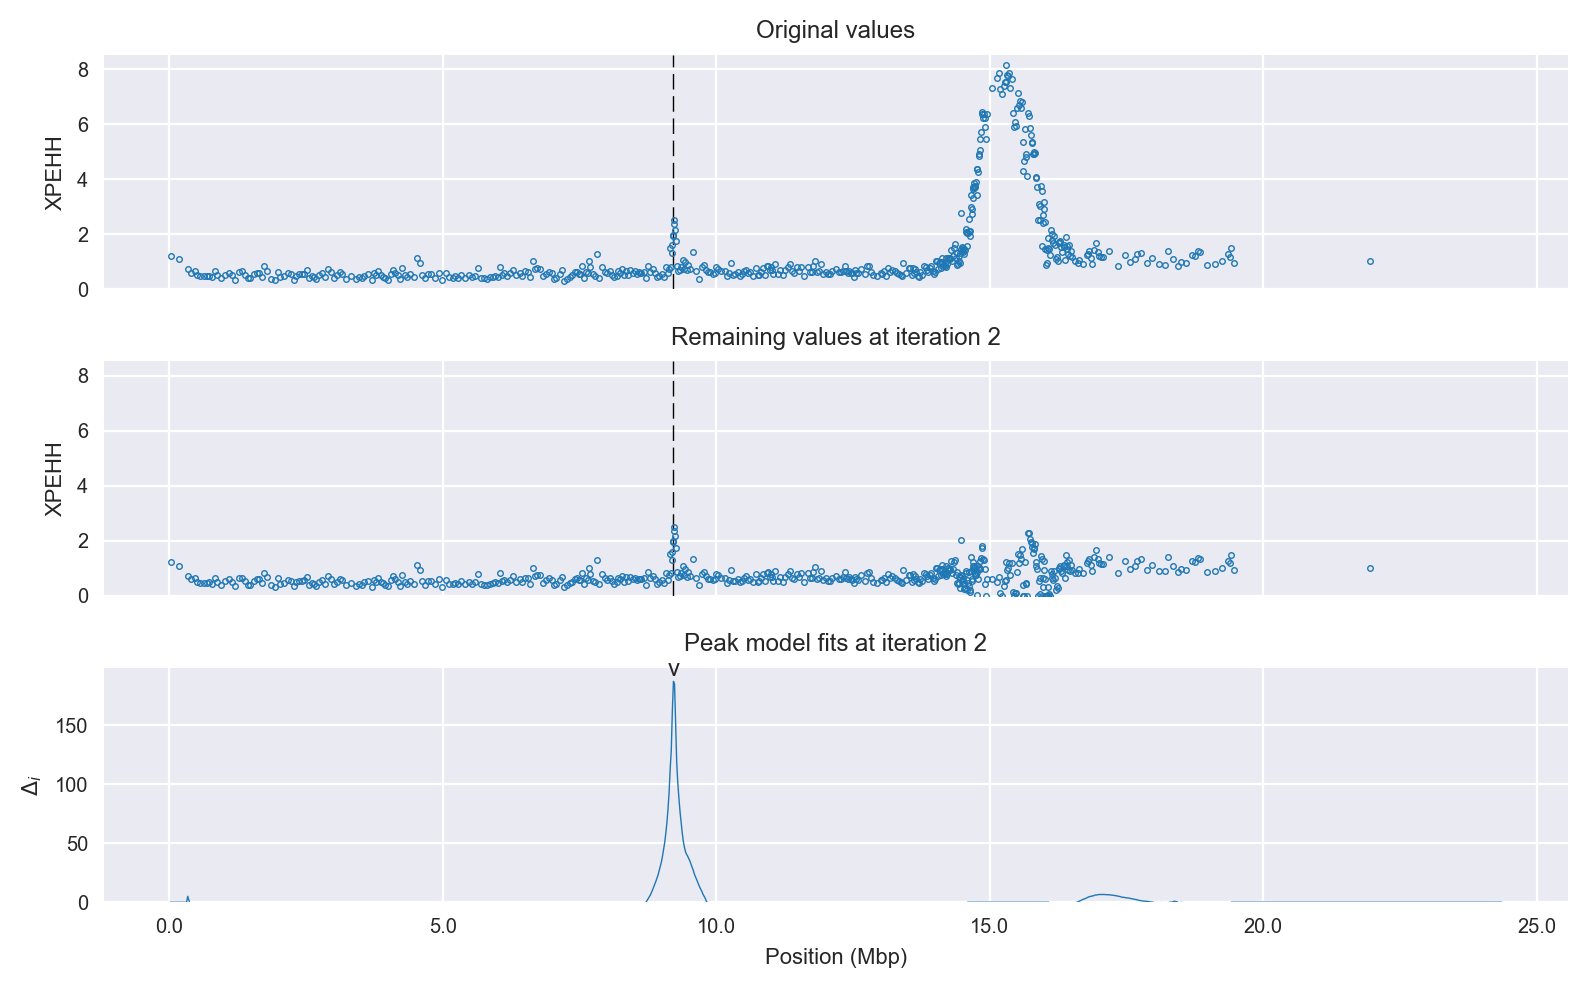 Original values
8
6
4
2
0
XPEHH
Remaining values at iteration 2
8
6
4
2
0
XPEHH
Peak model fits at iteration 2
v
150
100
50
0
Δi
0.0 5.0 10.0 15.0 20.0 25.0
Position (Mbp)